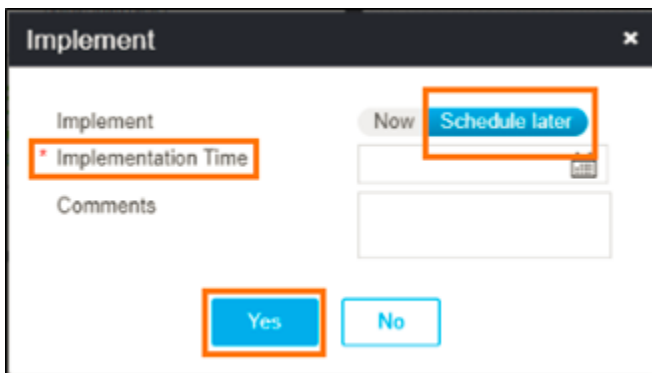 Implement
Implement Now Schedule later
* Implementation Time
Comments
Yes No